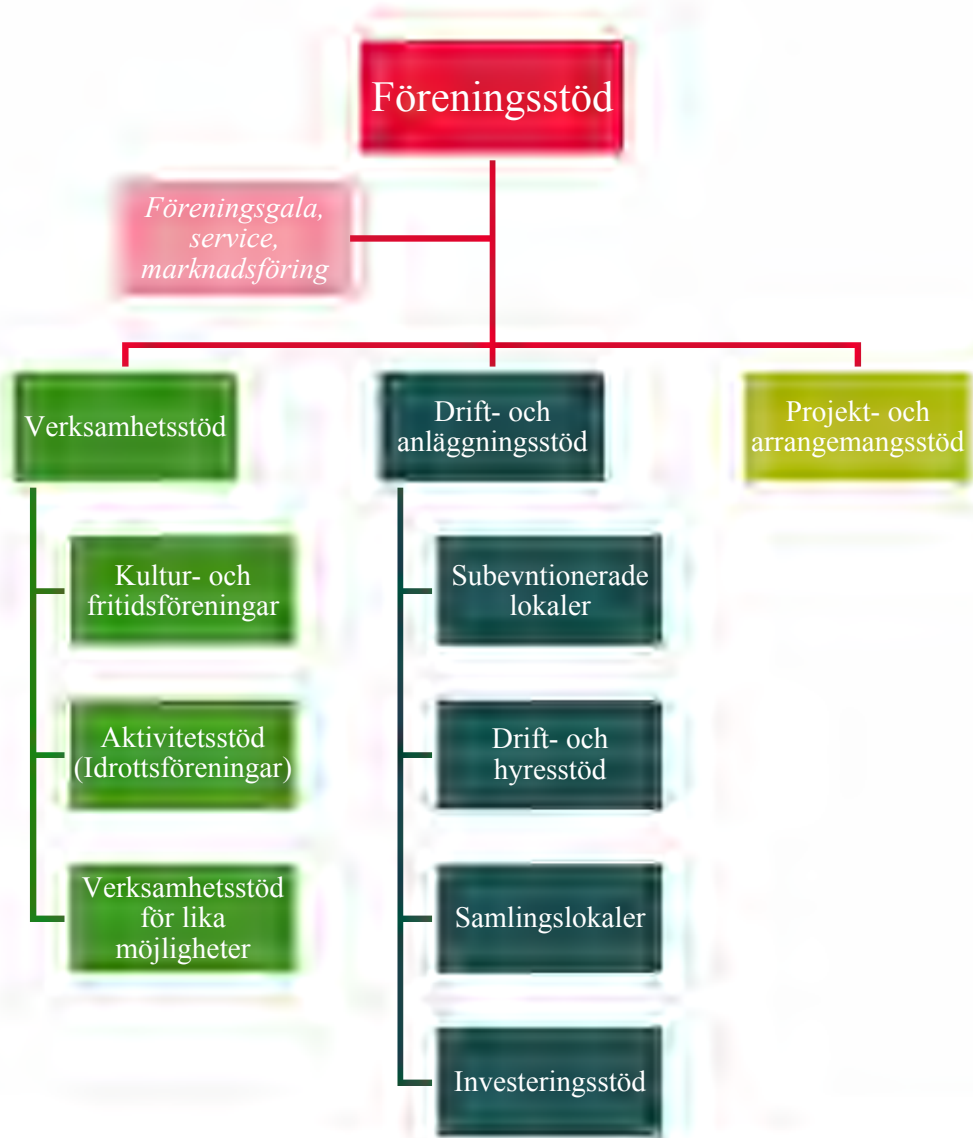 Föreningsstöd
Föreningsgala,
service,
marknadsföring
Verksamhetsstöd
Kultur- och
fritidsföreningar
Aktivitetsstöd
(Idrottsföreningar)
Verksamhetsstöd
för lika
möjligheter
Drift- och
anläggningsstöd
Subevntionerade
lokaler
Drift- och
hyresstöd
Samlingslokaler
Investeringsstöd
Projekt- och
arrangemangsstöd